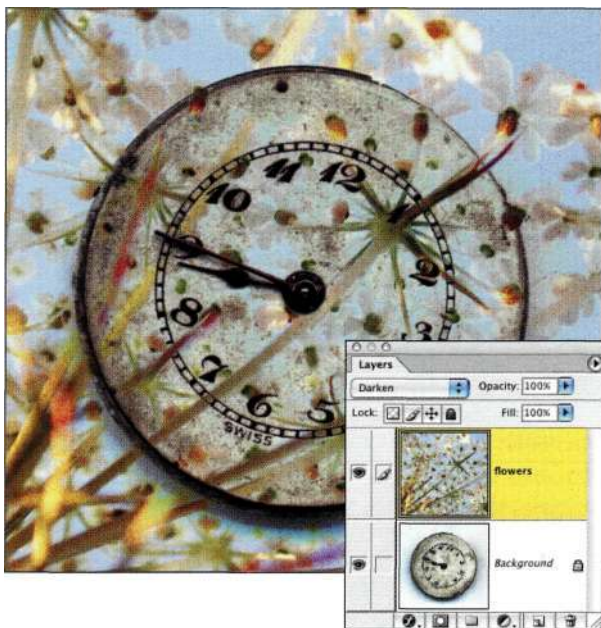 11 12
10 1
9 2
8 3
7 6 5
SWISS
Layers
Darken Opacity: 100%
Lock: Fill: 100%
flowers
Background